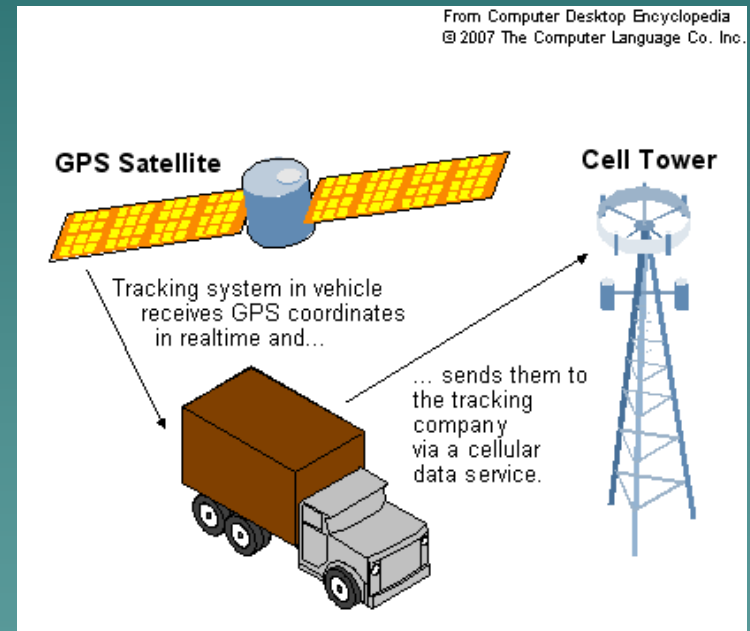 From Computer Desktop Encyclopedia
© 2007 The Computer Language Co. Inc.
GPS Satellite
Cell Tower
Tracking system in vehicle
receives GPS coordinates
in realtime and...
... sends them to
the tracking
company
via a cellular
data service.